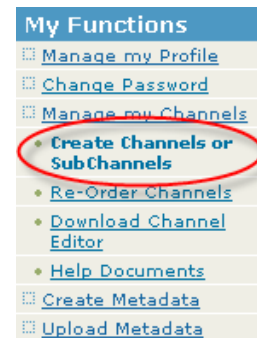 My Functions
Manage my Profile
Change Password
Manage my Channels
Create Channels or
SubChannels
Re-Order Channels
Download Channel
Editor
Help Documents
Create Metadata
Upload Metadata